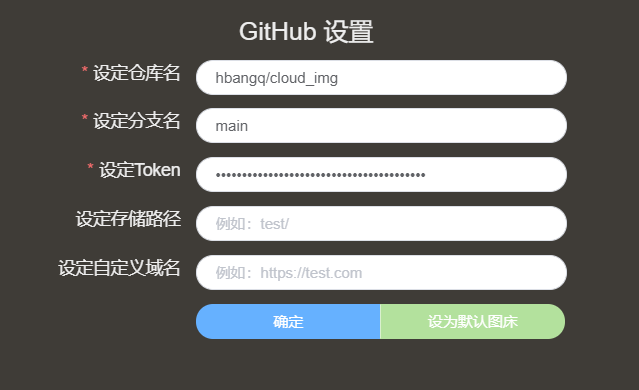 GitHub 设置
* 设定仓库名 hbangq/cloud_img
* 设定分支名 main
* 设定Token ••••••••••••••••••••••••••••••••••••••••
设定存储路径 例如：test/
设定自定义域名 例如：https://test.com
确定 设为默认图床